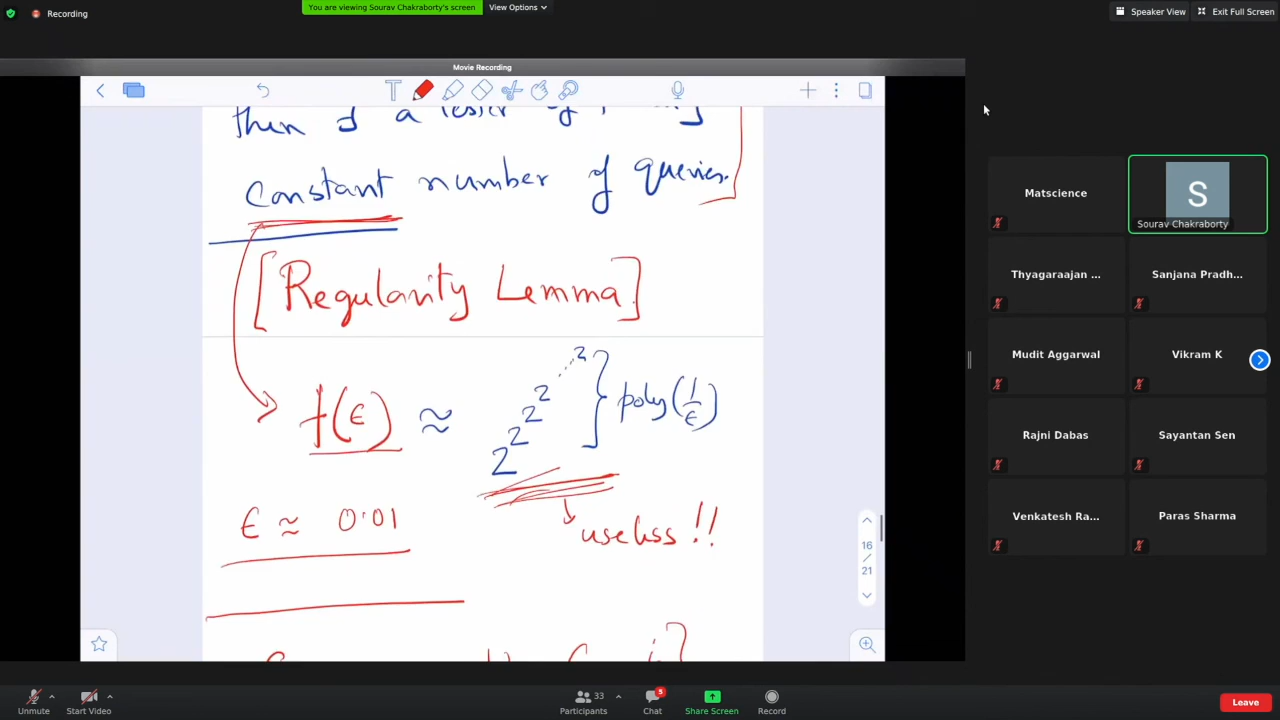 Recording
You are viewing Sourav Chakraborty's screen
View Options
Speaker View
Exit Full Screen
Movie Recording
then ∃ a tester
constant number of queries.
[Regularity Lemma]
f(ε) ≈ 2^2^2^2^⋰^2 } poly(1/ε)
ε ≈ 0.01
useless !!
16
/
21
Matscience
S
Sourav Chakraborty
Thyagaraajan ...
Sanjana Pradh...
Mudit Aggarwal
Vikram K
Rajni Dabas
Sayantan Sen
Venkatesh Ra...
Paras Sharma
Unmute
Start Video
33
Participants
5
Chat
Share Screen
Record
Leave